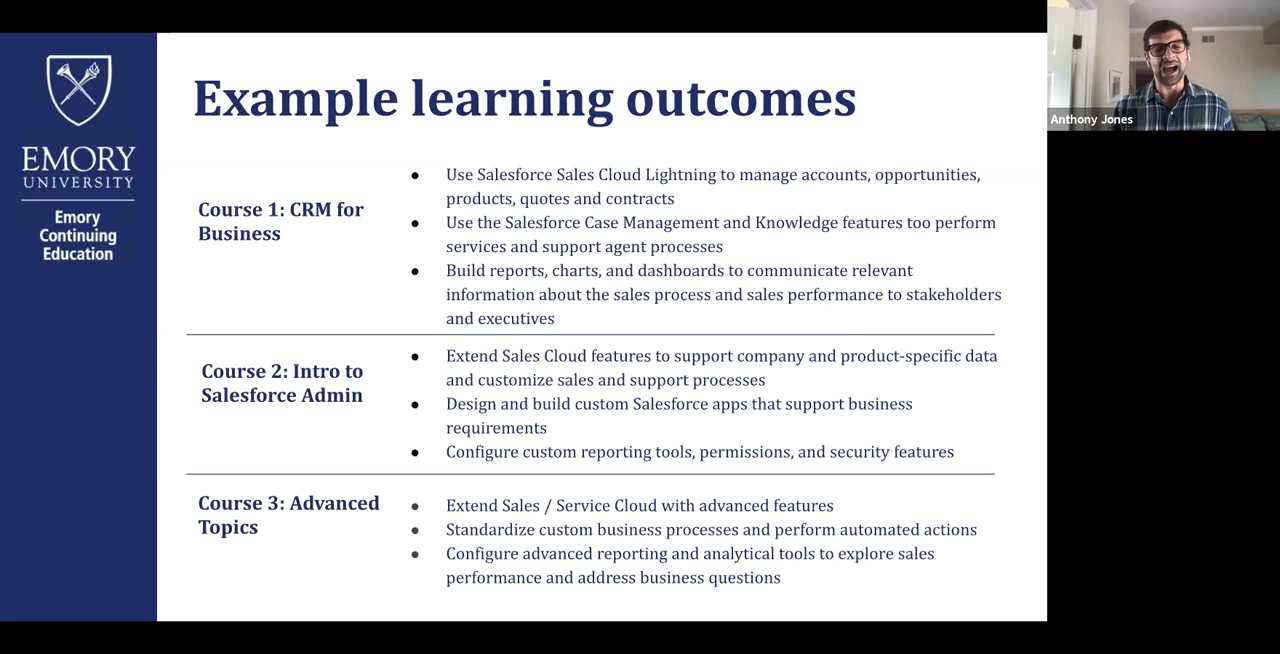 EMORY
UNIVERSITY
Emory
Continuing
Education
Example learning outcomes
Course 1: CRM for
Business
● Use Salesforce Sales Cloud Lightning to manage accounts, opportunities,
products, quotes and contracts
● Use the Salesforce Case Management and Knowledge features too perform
services and support agent processes
● Build reports, charts, and dashboards to communicate relevant
information about the sales process and sales performance to stakeholders
and executives
Course 2: Intro to
Salesforce Admin
● Extend Sales Cloud features to support company and product-specific data
and customize sales and support processes
● Design and build custom Salesforce apps that support business
requirements
● Configure custom reporting tools, permissions, and security features
Course 3: Advanced
Topics
● Extend Sales / Service Cloud with advanced features
● Standardize custom business processes and perform automated actions
● Configure advanced reporting and analytical tools to explore sales
performance and address business questions
Anthony Jones